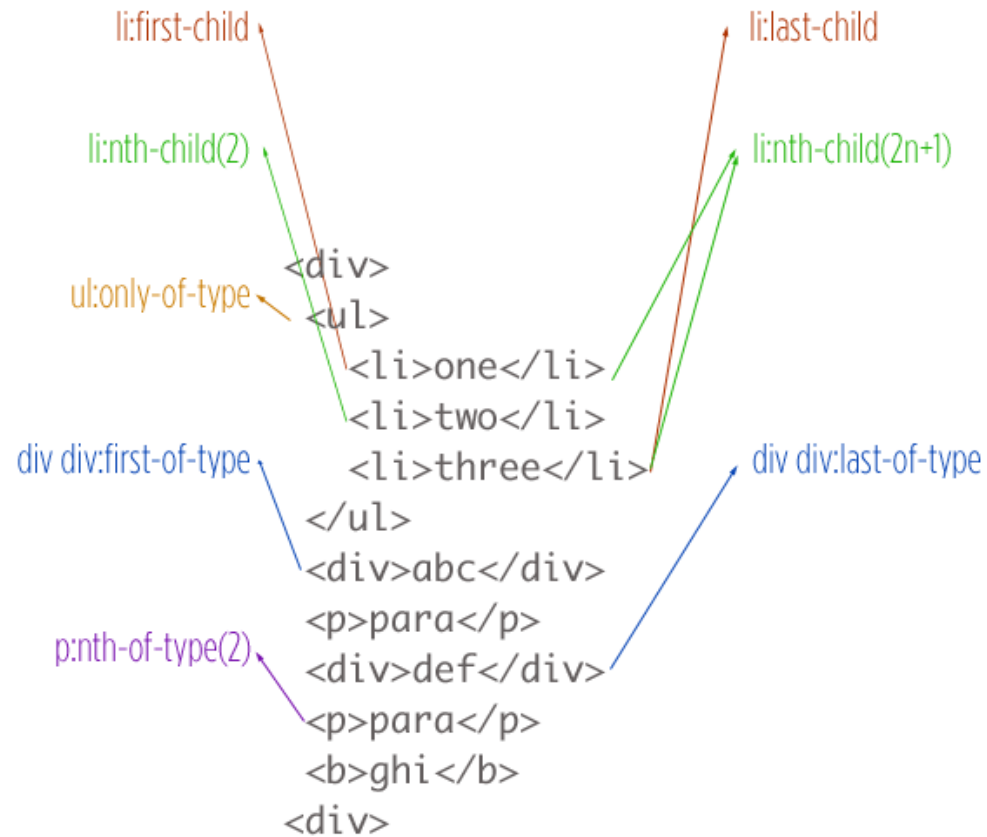 li:first-child
li:last-child
li:nth-child(2)
li:nth-child(2n+1)
<div>
ul:only-of-type
<ul>
<li>one</li>
<li>two</li>
div div:first-of-type
<li>three</li>
div div:last-of-type
</ul>
<div>abc</div>
<p>para</p>
p:nth-of-type(2)
<div>def</div>
<p>para</p>
<b>ghi</b>
<div>